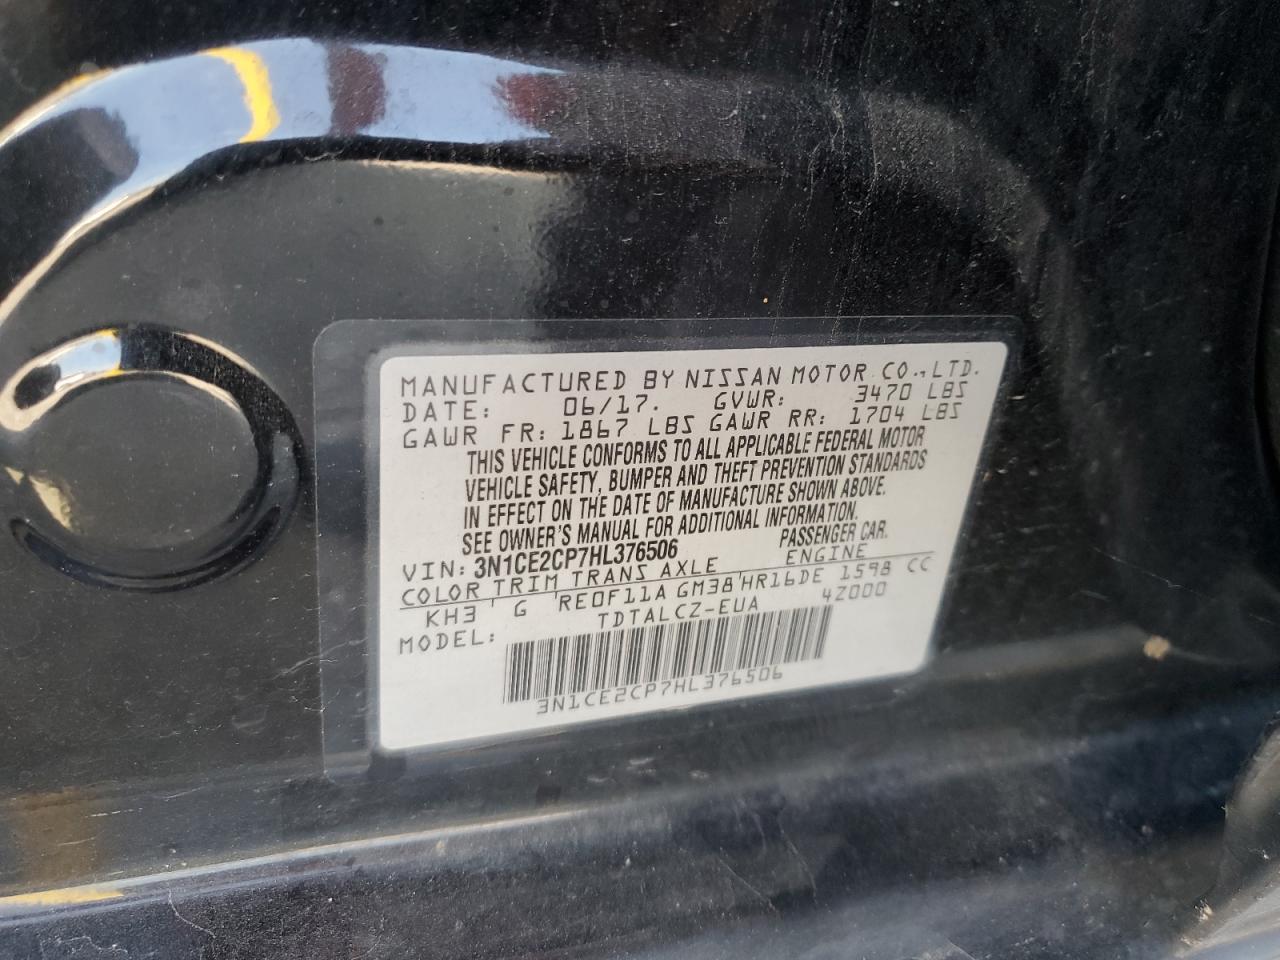 MANUFACTURED BY NISSAN MOTOR CO., LTD.
DATE: 06/17. GVWR: 3470 LBS
GAWR FR: 1867 LBS GAWR RR: 1704 LBS
THIS VEHICLE CONFORMS TO ALL APPLICABLE FEDERAL MOTOR
VEHICLE SAFETY, BUMPER AND THEFT PREVENTION STANDARDS
IN EFFECT ON THE DATE OF MANUFACTURE SHOWN ABOVE.
SEE OWNER'S MANUAL FOR ADDITIONAL INFORMATION.
VIN: 3N1CE2CP7HL376506 PASSENGER CAR.
COLOR TRIM TRANS AXLE ENGINE
KH3 ' G ' RE0F11A GM38 ' HR16DE 1598 CC
MODEL: TDTALCZ-EUA 4Z000
3N1CE2CP7HL376506